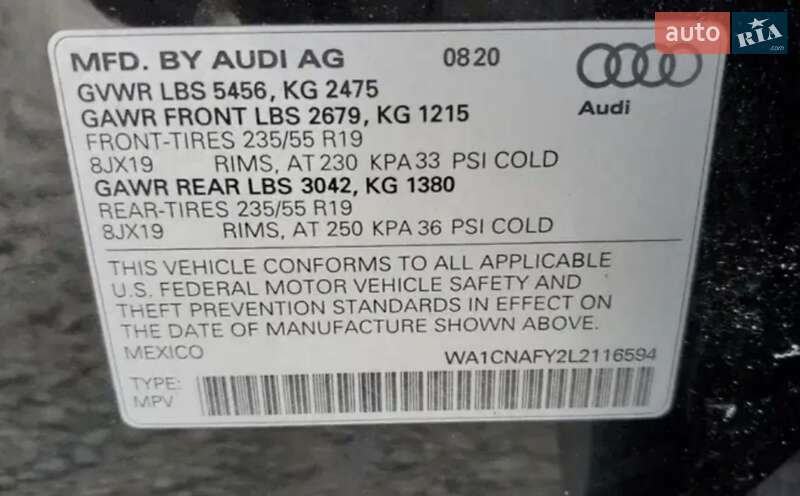 auto RIA .com
MFD. BY AUDI AG 0820
GVWR LBS 5456, KG 2475
GAWR FRONT LBS 2679, KG 1215 Audi
FRONT-TIRES 235/55 R19
8JX19 RIMS, AT 230 KPA 33 PSI COLD
GAWR REAR LBS 3042, KG 1380
REAR-TIRES 235/55 R19
8JX19 RIMS, AT 250 KPA 36 PSI COLD
THIS VEHICLE CONFORMS TO ALL APPLICABLE
U.S. FEDERAL MOTOR VEHICLE SAFETY AND
THEFT PREVENTION STANDARDS IN EFFECT ON
THE DATE OF MANUFACTURE SHOWN ABOVE.
MEXICO WA1CNAFY2L2116594
TYPE:
MPV